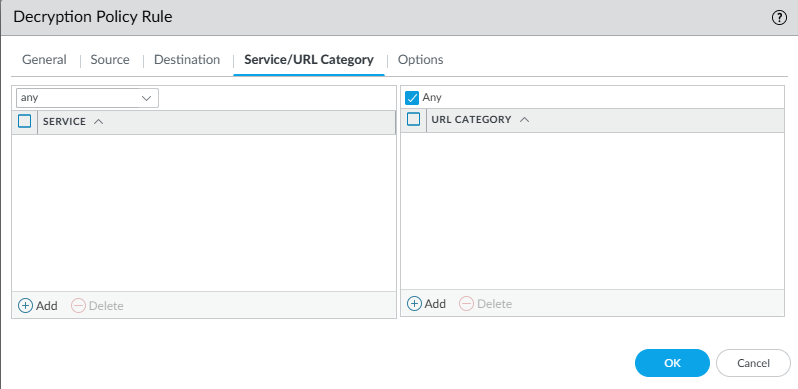 Decryption Policy Rule
General Source Destination Service/URL Category Options
any
Any
SERVICE
URL CATEGORY
Add Delete
Add Delete
OK Cancel